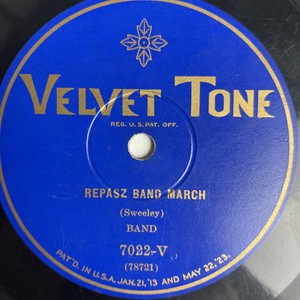 VELVET TONE
REG. U.S. PAT. OFF.
REPASZ BAND MARCH
(Sweeley)
BAND
7022-V
(78721)
PAT'D. IN U.S.A. JAN. 21, '13 AND MAY 22, '23.